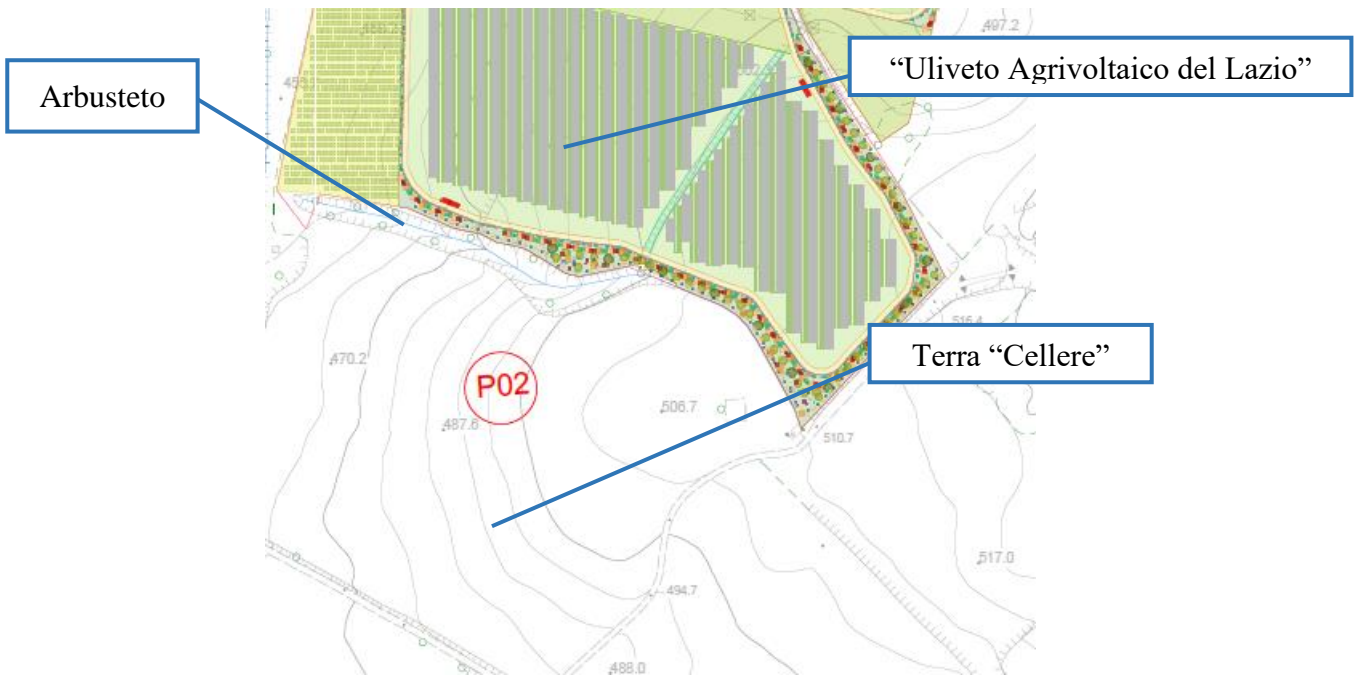 497.2
“Uliveto Agrivoltaico del Lazio”
Arbusteto
516.4
Terra “Cellere”
470.2
P02
506.7
487.6
510.7
517.0
494.7
488.0